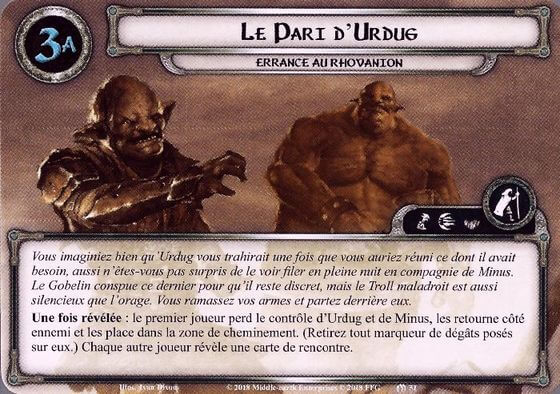 3A
LE PARI D'URDUG
ERRANCE AU RHOVANION
Vous imaginiez bien qu'Urdug vous trahirait une fois que vous auriez réuni ce dont il avait
besoin, aussi n'êtes-vous pas surpris de le voir filer en pleine nuit en compagnie de Minus.
Le Gobelin conspue ce dernier pour qu'il reste discret, mais le Troll maladroit est aussi
silencieux que l'orage. Vous ramassez vos armes et partez derrière eux.
Une fois révélée : le premier joueur perd le contrôle d'Urdug et de Minus, les retourne côté
ennemi et les place dans la zone de cheminement. (Retirez tout marqueur de dégâts posés
sur eux.) Chaque autre joueur révèle une carte de rencontre.
Illus. Ivan Dixon © 2018 Middle-earth Enterprises © 2018 FFG 31